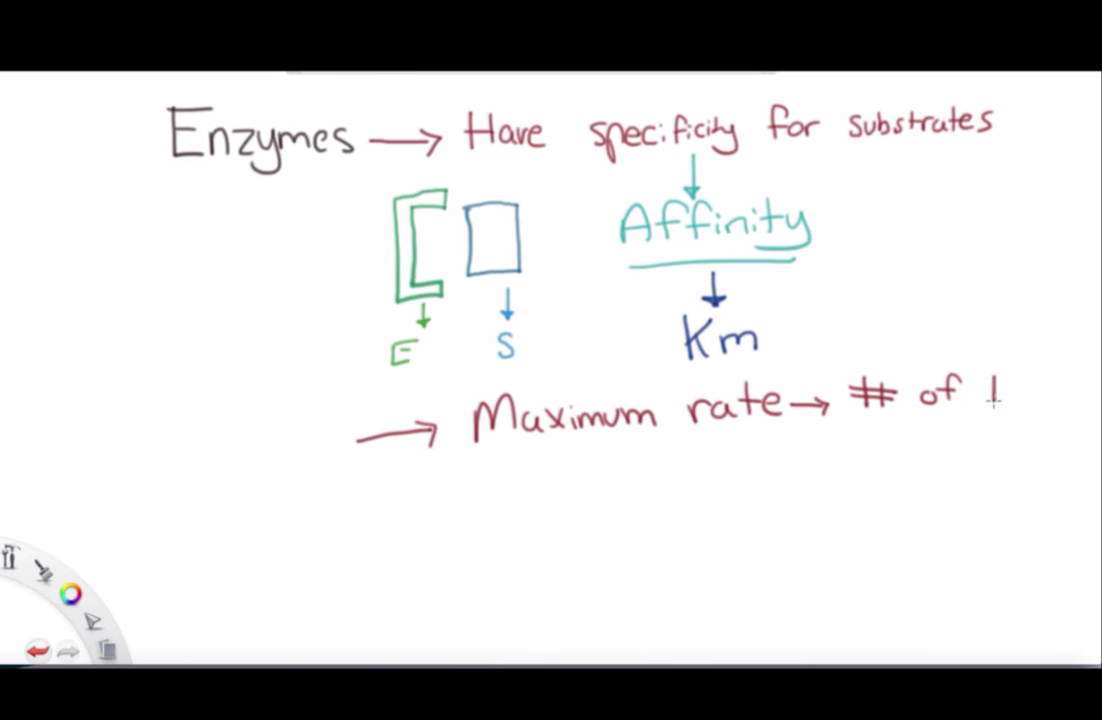 Enzymes → Have specificity for substrates
↓
Affinity
↓ ↓ ↓
E S Km
→ Maximum rate → # of